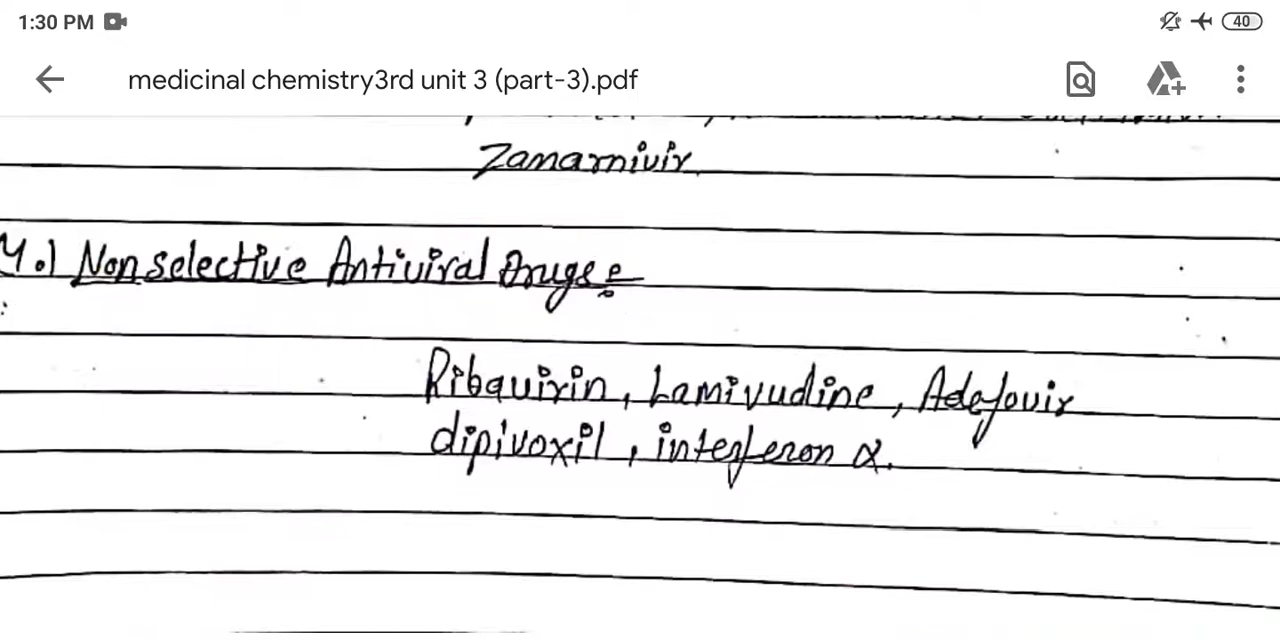 1:30 PM 40
medicinal chemistry3rd unit 3 (part-3).pdf
Zanamivir
4.) Nonselective Antiviral Drugs:
Ribavirin, Lamivudine, Adefovir
dipivoxil, interferon α.